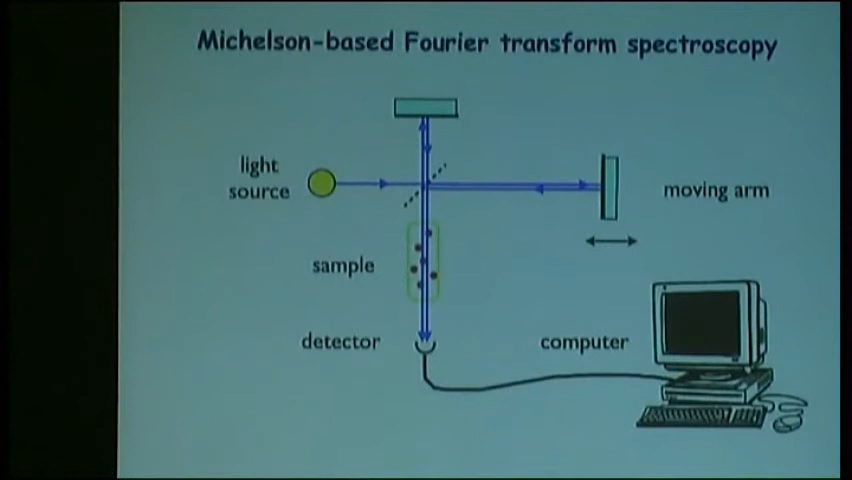 Michelson-based Fourier transform spectroscopy
light
source
moving arm
sample
detector
computer